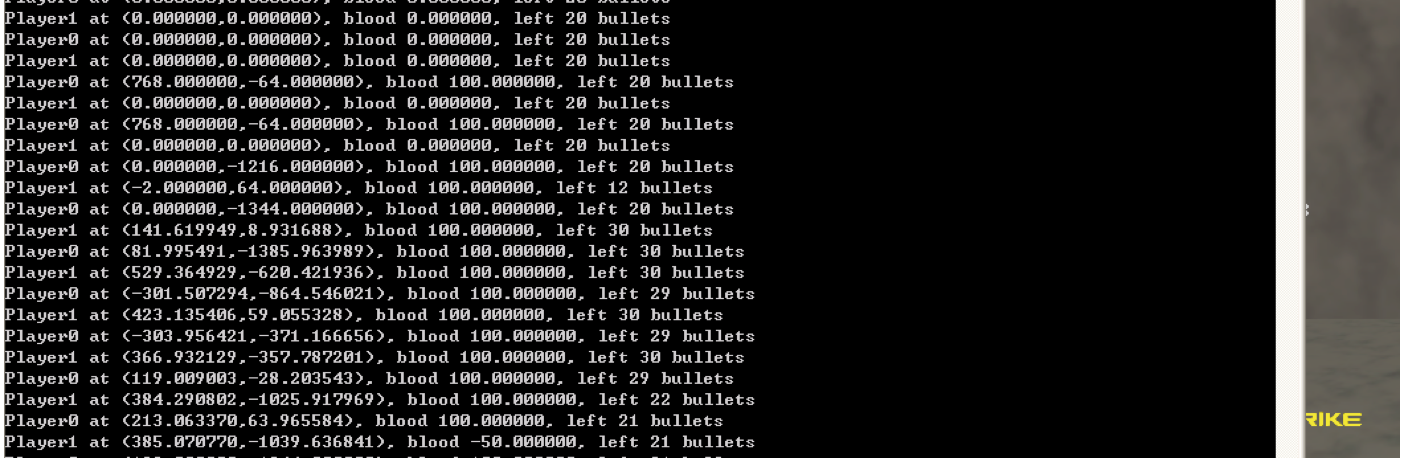 Player1 at (0.000000,0.000000), blood 0.000000, left 20 bullets
Player0 at (0.000000,0.000000), blood 0.000000, left 20 bullets
Player1 at (0.000000,0.000000), blood 0.000000, left 20 bullets
Player0 at (768.000000,-64.000000), blood 100.000000, left 20 bullets
Player1 at (0.000000,0.000000), blood 0.000000, left 20 bullets
Player0 at (768.000000,-64.000000), blood 100.000000, left 20 bullets
Player1 at (0.000000,0.000000), blood 0.000000, left 20 bullets
Player0 at (0.000000,-1216.000000), blood 100.000000, left 20 bullets
Player1 at (-2.000000,64.000000), blood 100.000000, left 12 bullets
Player0 at (0.000000,-1344.000000), blood 100.000000, left 20 bullets
Player1 at (141.619949,8.931688), blood 100.000000, left 30 bullets
Player0 at (81.995491,-1385.963989), blood 100.000000, left 30 bullets
Player1 at (529.364929,-620.421936), blood 100.000000, left 30 bullets
Player0 at (-301.507294,-864.546021), blood 100.000000, left 29 bullets
Player1 at (423.135406,59.055328), blood 100.000000, left 30 bullets
Player0 at (-303.956421,-371.166656), blood 100.000000, left 29 bullets
Player1 at (366.932129,-357.787201), blood 100.000000, left 30 bullets
Player0 at (119.009003,-28.203543), blood 100.000000, left 29 bullets
Player1 at (384.290802,-1025.917969), blood 100.000000, left 22 bullets
Player0 at (213.063370,63.965584), blood 100.000000, left 21 bullets
Player1 at (385.070770,-1039.636841), blood -50.000000, left 21 bullets
RIKE